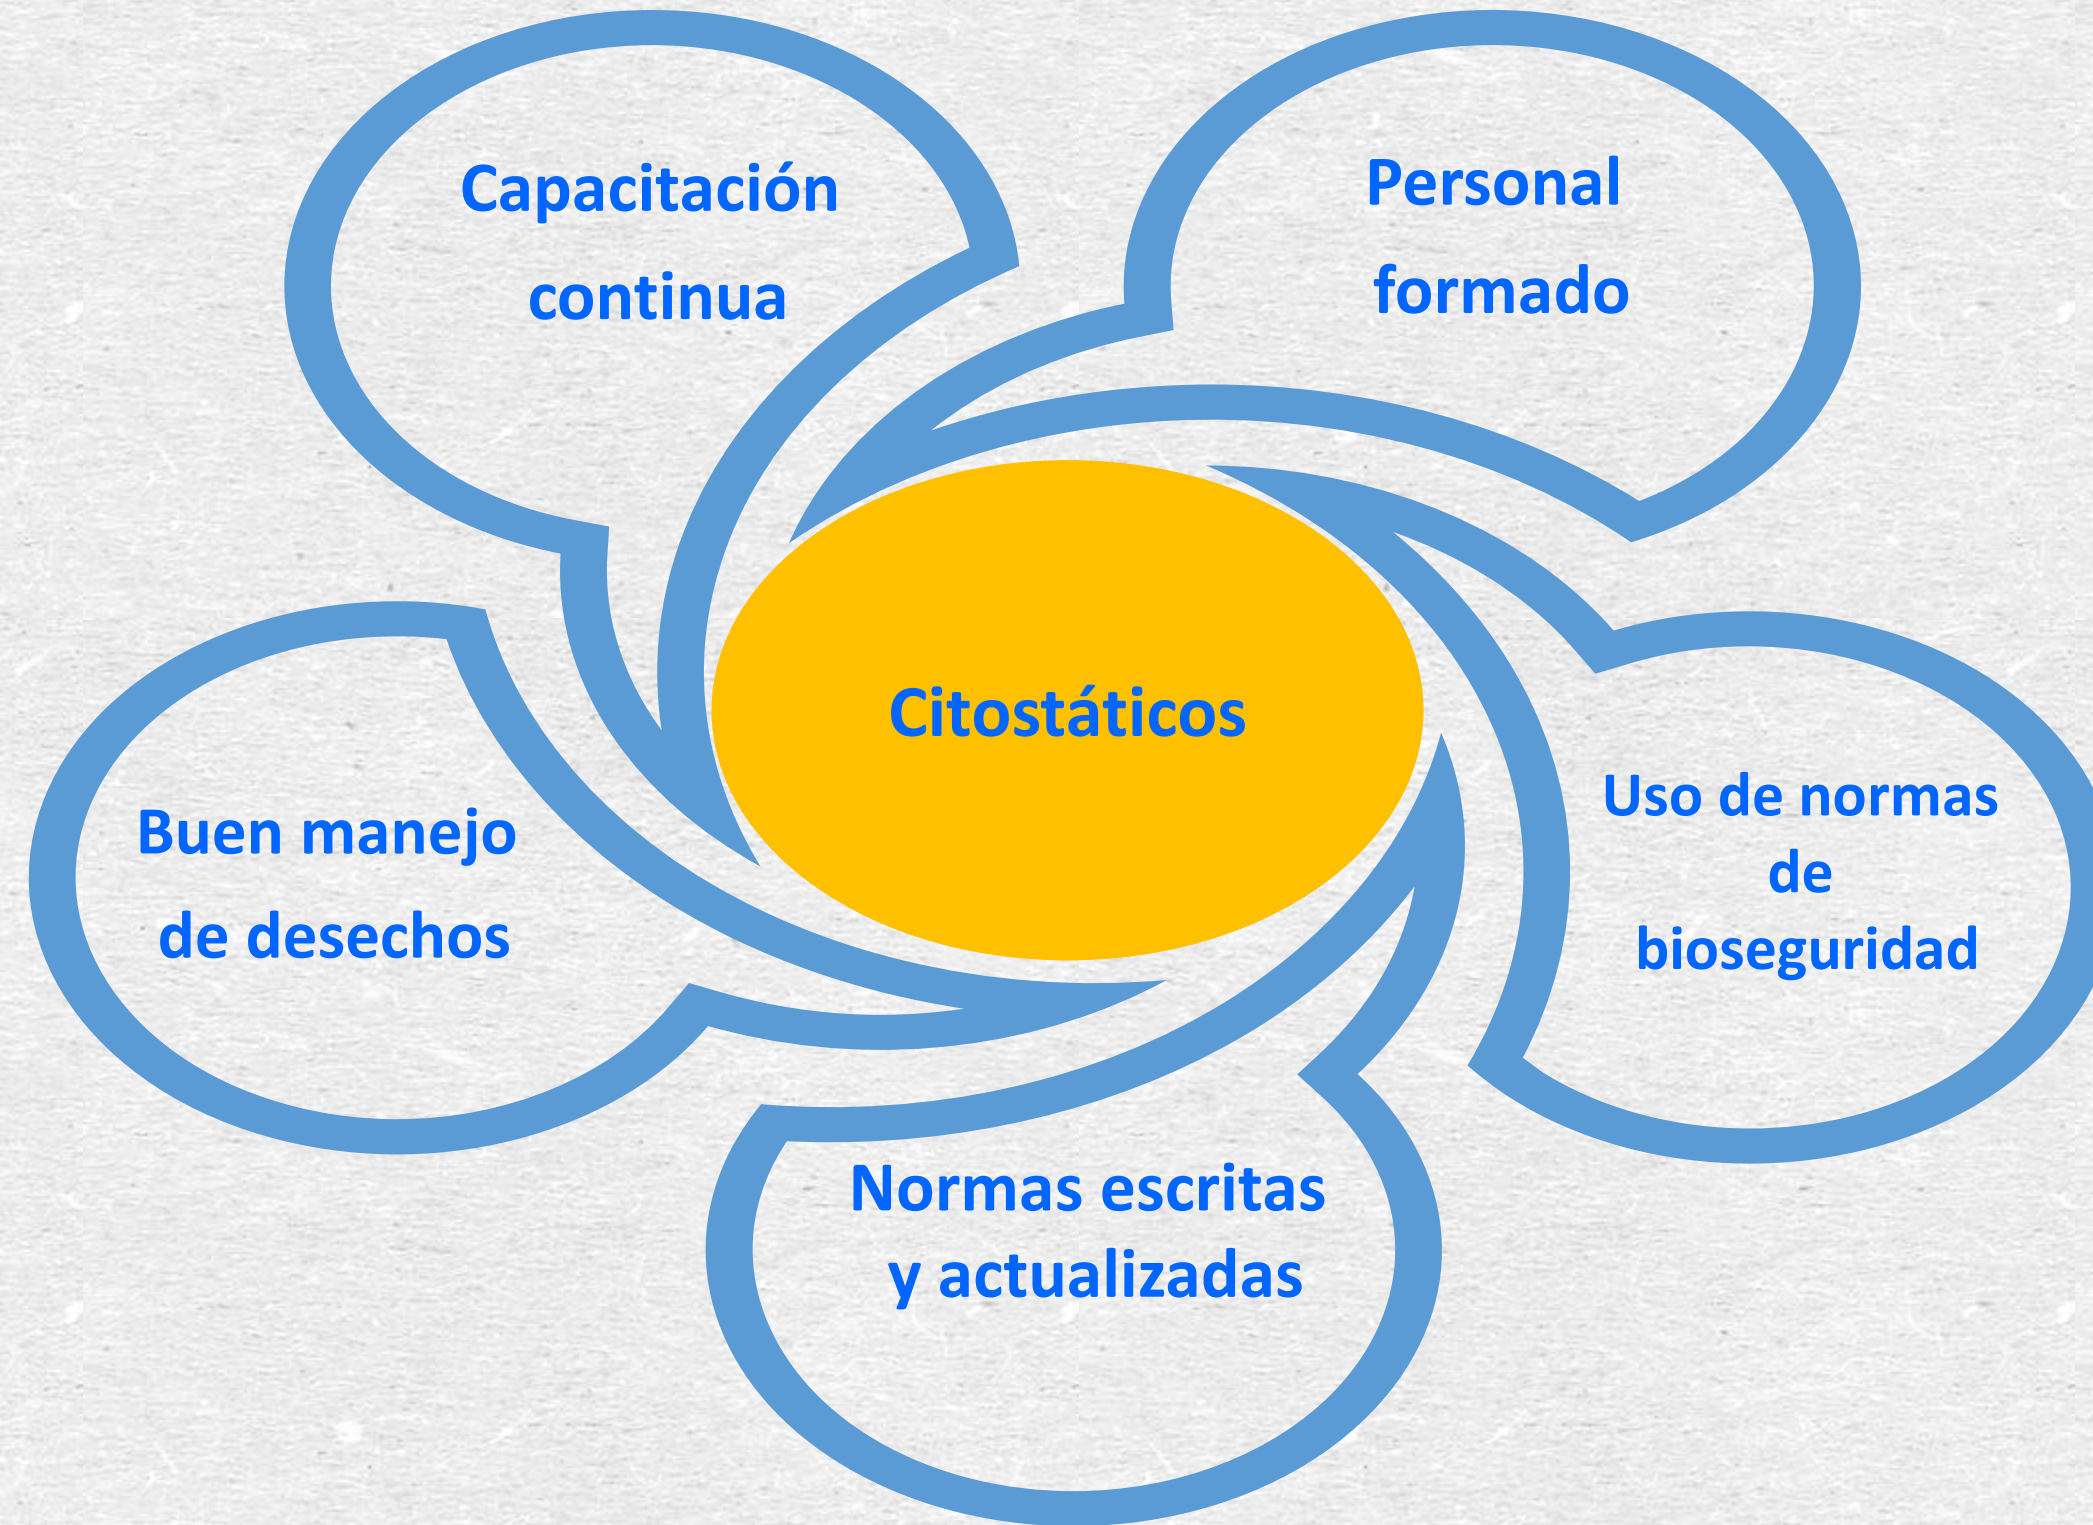 Capacitación
continua
Personal
formado
Citostáticos
Buen manejo
de desechos
Uso de normas
de
bioseguridad
Normas escritas
y actualizadas